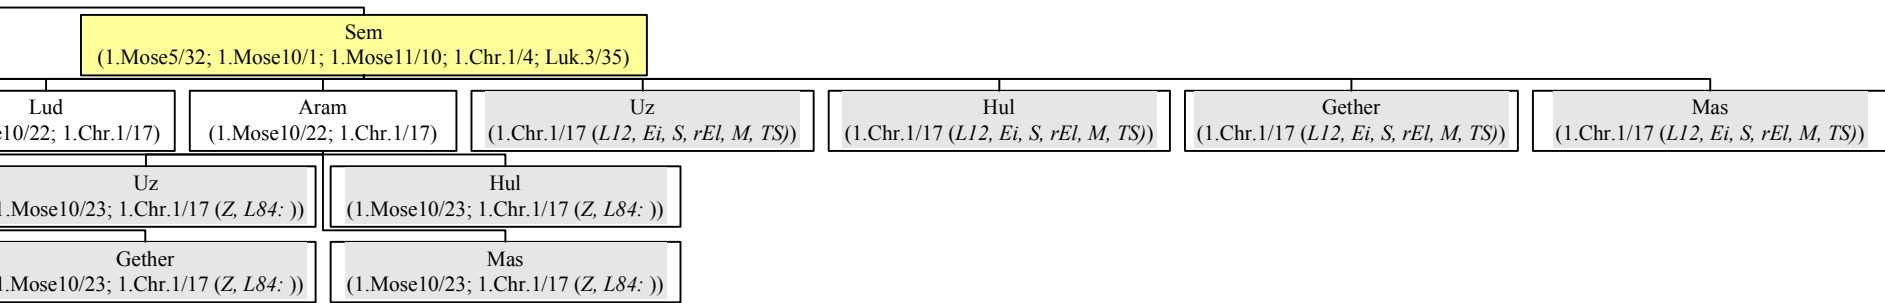 Sem
(1.Mose5/32; 1.Mose10/1; 1.Mose11/10; 1.Chr.1/4; Luk.3/35)
Lud
e10/22; 1.Chr.1/17)
Aram
(1.Mose10/22; 1.Chr.1/17)
Uz
(1.Chr.1/17 (L12, Ei, S, rEl, M, TS))
Hul
(1.Chr.1/17 (L12, Ei, S, rEl, M, TS))
Gether
(1.Chr.1/17 (L12, Ei, S, rEl, M, TS))
Mas
(1.Chr.1/17 (L12, Ei, S, rEl, M, TS))
Uz
1.Mose10/23; 1.Chr.1/17 (Z, L84: ))
Hul
(1.Mose10/23; 1.Chr.1/17 (Z, L84: ))
Gether
1.Mose10/23; 1.Chr.1/17 (Z, L84: ))
Mas
(1.Mose10/23; 1.Chr.1/17 (Z, L84: ))